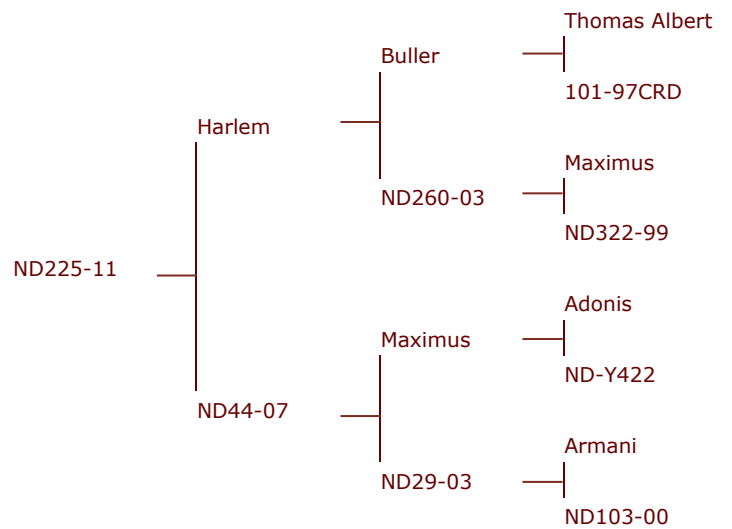 Thomas Albert
Buller
101-97CRD
Harlem
Maximus
ND260-03
ND322-99
ND225-11
Adonis
Maximus
ND-Y422
ND44-07
Armani
ND29-03
ND103-00